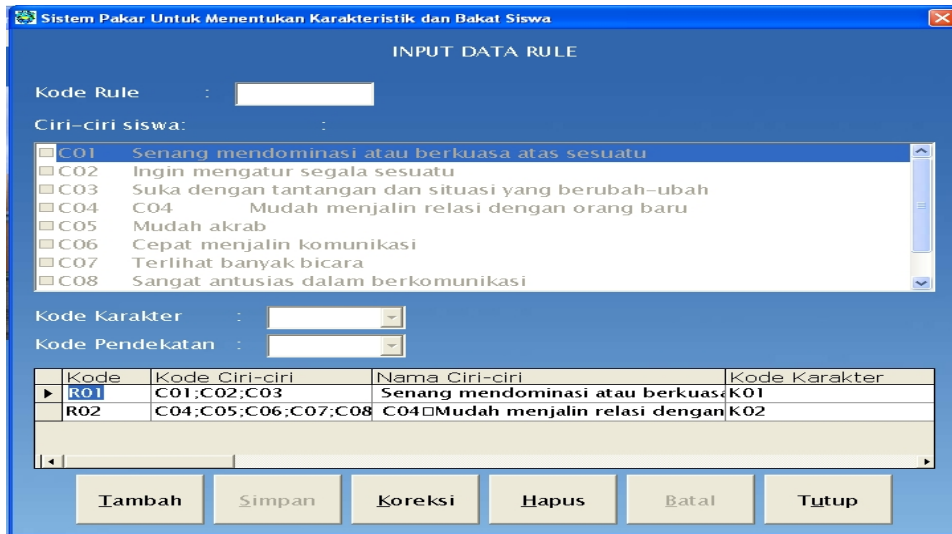 Sistem Pakar Untuk Menentukan Karakteristik dan Bakat Siswa
INPUT DATA RULE
Kode Rule :
Ciri-ciri siswa: :
C01 Senang mendominasi atau berkuasa atas sesuatu
C02 Ingin mengatur segala sesuatu
C03 Suka dengan tantangan dan situasi yang berubah-ubah
C04 C04 Mudah menjalin relasi dengan orang baru
C05 Mudah akrab
C06 Cepat menjalin komunikasi
C07 Terlihat banyak bicara
C08 Sangat antusias dalam berkomunikasi
Kode Karakter :
Kode Pendekatan :
Kode Kode Ciri-ciri Nama Ciri-ciri Kode Karakter
R01 C01;C02;C03 Senang mendominasi atau berkuasa K01
R02 C04;C05;C06;C07;C08 C04□Mudah menjalin relasi dengan K02
Tambah Simpan Koreksi Hapus Batal Tutup